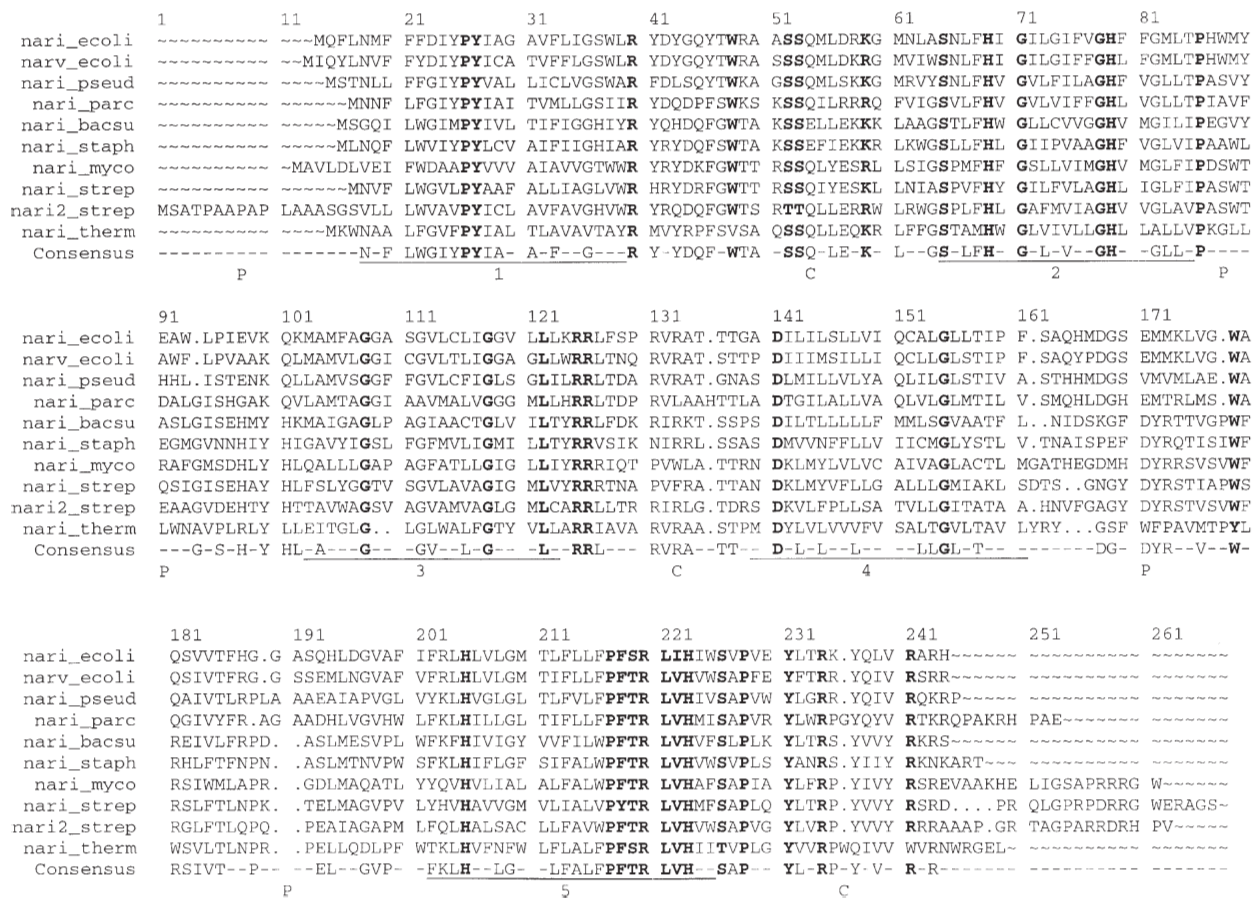 1 11 21 31 41 51 61 71 81
nari_ecoli ~~~~~~~~~~ ~~~MQFLNMF FFDIYPYIAG AVFLIGSWLR YDYGQYTWRA ASSQMLDRKG MNLASNLFHI GILGIFVGHF FGMLTPHWMY
narv_ecoli ~~~~~~~~~~ ~~MIQYLNVF FYDIYPYICA TVFFLGSWLR YDYGQYTWRA SSSQMLDKRG MVIWSNLFHI GILGIFFGHL FGMLTPHWMY
nari_pseud ~~~~~~~~~~ ~~~~MSTNLL FFGIYPYVAL LICLVGSWAR FDLSQYTWKA GSSQMLSKKG MRVYSNLFHV GVLFILAGHF VGLLTPASVY
nari_parc ~~~~~~~~~~ ~~~~~~MNNF LFGIYPYIAI TVMLLGSIIR YDQDPFSWKS KSSQILRRRQ FVIGSVLFHV GVLVIFFGHL VGLLTPIAVF
nari_bacsu ~~~~~~~~~~ ~~~~~MSGQI LWGIMPYIVL TIFIGGHIYR YQHDQFGWTA KSSELLEKKK LAAGSTLFHW GLLCVVGGHV MGILIPEGVY
nari_staph ~~~~~~~~~~ ~~~~~MLNQF LWVIYPYLCV AIFIIGHIAR YRYDQFSWTA KSSEFIEKKR LKWGSLLFHL GIIPVAAGHF VGLVIPAAWL
nari_myco ~~~~~~~~~~ ~MAVLDLVEI FWDAAPYVVV AIAVVGTWWR YRYDKFGWTT RSSQLYESRL LSIGSPMFHF GSLLVIMGHV MGLFIPDSWT
nari_strep ~~~~~~~~~~ ~~~~~~MNVF LWGVLPYAAF ALLIAGLVWR HRYDRFGWTT RSSQIYESKL LNIASPVFHY GILFVLAGHL IGLFIPASWT
nari2_strep MSATPAAPAP LAAASGSVLL LWVAVPYICL AVFAVGHVWR YRQDQFGWTS RTTQLLERRW LRWGSPLFHL GAFMVIAGHV VGLAVPASWT
nari_therm ~~~~~~~~~~ ~~~~MKWNAA LFGVFPYIAL TLAVAVTAYR MVYRPFSVSA QSSQLLEQKR LFFGSTAMHW GLVIVLLGHL LALLVPKGLL
Consensus ---------- -------N-F LWGIYPYIA- A-F--G---R Y-YDQF-WTA -SSQ-LE-K- L--GS-LFH- G-L-V--GH- -GLL-P-----
P 1 C 2 P
91 101 111 121 131 141 151 161 171
nari_ecoli EAW.LPIEVK QKMAMFAGGA SGVLCLIGGV LLLKRRLFSP RVRAT.TTGA DILILSLLVI QCALGLLTIP F.SAQHMDGS EMMKLVG.WA
narv_ecoli AWF.LPVAAK QLMAMVLGGI CGVLTLIGGA GLLWRRLTNQ RVRAT.STTP DIIIMSILLI QCLLGLSTIP F.SAQYPDGS EMMKLVG.WA
nari_pseud HHL.ISTENK QLLAMVSGGF FGVLCFIGLS GLILRRLTDA RVRAT.GNAS DLMILLVLYA QLILGLSTIV A.STHHMDGS VMVMLAE.WA
nari_parc DALGISHGAK QVLAMTAGGI AAVMALVGGG MLLHRRLTDP RVLAAHTTLA DTGILALLVA QLVLGLMTIL V.SMQHLDGH EMTRLMS.WA
nari_bacsu ASLGISEHMY HKMAIGAGLP AGIAACTGLV ILTYRRLFDK RIRKT.SSPS DILTLLLLLF MMLSGVAATF L..NIDSKGF DYRTTVGPWF
nari_staph EGMGVNNHIY HIGAVYIGSL FGFMVLIGMI LLTYRRVSIK NIRRL.SSAS DMVVNFFLLV IICMGLYSTL V.TNAISPEF DYRQTISIWF
nari_myco RAFGMSDHLY HLQALLLGAP AGFATLLGIG LLIYRRRIQT PVWLA.TTRN DKLMYLVLVC AIVAGLACTL MGATHEGDMH DYRRSVSVWF
nari_strep QSIGISEHAY HLFSLYGGTV SGVLAVAGIG MLVYRRRTNA PVFRA.TTAN DKLMYVFLLG ALLLGMIAKL SDTS..GNGY DYRSTIAPWS
nari2_strep EAAGVDEHTY HTTAVWAGSV AGVAMVAGLG MLCARRLLTR RIRLG.TDRS DKVLFPLLSA TVLLGITATA A.HNVFGAGY DYRSTVSVWF
nari_therm LWNAVPLRLY LLEITGLG.. LGLWALFGTY VLLARRIAVA RVRAA.STPM DYLVLVVVFV SALTGVLTAV LYRY...GSF WFPAVMTPYL
Consensus ---G-S-H-Y HL-A---G-- -GV--L-G-- -L--RRL--- RVRA--TT-- D-L-L--L-- --LLGL-T-- -------DG- DYR--V--W-
P 3 C 4 P
181 191 201 211 221 231 241 251 261
nari_ecoli QSVVTFHG.G ASQHLDGVAF IFRLHLVLGM TLFLLFPFSR LIHIWSVPVE YLTRK.YQLV RARH~~~~~~ ~~~~~~~~~~ ~~~~~~~
narv_ecoli QSIVTFRG.G SSEMLNGVAF VFRLHLVLGM TIFLLFPFTR LVHVWSAPFE YFTRR.YQIV RSRR~~~~~~ ~~~~~~~~~~ ~~~~~~~
nari_pseud QAIVTLRPLA AAEAIAPVGL VYKLHVGLGL TLFVLFPFTR LVHVWSAPVW YLGRR.YQIV RQKRP~~~~~ ~~~~~~~~~~ ~~~~~~~
nari_parc QGIVYFR.AG AADHLVGVHW LFKLHILLGL TIFLLFPFTR LVHMISAPVR YLWRPGYQYV RTKRQPAKRH PAE~~~~~~~ ~~~~~~~
nari_bacsu REIVLFRPD. .ASLMESVPL WFKFHIVIGY VVFILWPFTR LVHVFSLPLK YLTRS.YVVY RKRS~~~~~~ ~~~~~~~~~~ ~~~~~~~
nari_staph RHLFTFNPN. .ASLMTNVPW SFKLHIFLGF SIFALWPFTR LVHVWSVPLS YANRS.YIIY RKNKART~~~ ~~~~~~~~~~ ~~~~~~~
nari_myco RSIWMLAPR. .GDLMAQATL YYQVHVLIAL ALFALWPFTR LVHAFSAPIA YLFRP.YIVY RSREVAAKHE LIGSAPRRRG W~~~~~~
nari_strep RSLFTLNPK. .TELMAGVPV LYHVHAVVGM VLIALVPYTR LVHMFSAPLQ YLTRP.YVVY RSRD....PR QLGPRPDRRG WERAGS~
nari2_strep RGLFTLQPQ. .PEAIAGAPM LFQLHALSAC LLFAVWPFTR LVHVWSAPVG YLVRP.YVVY RRRAAAP.GR TAGPARRDRH PV~~~~~
nari_therm WSVLTLNPR. .PELLQDLPF WTKLHVFNFW LFLALFPFSR LVHIITVPLG YVVRPWQIVV WVRNWRGEL~ ~~~~~~~~~~ ~~~~~~~
Consensus RSIVT--P-- --EL--GVP- -FKLH--LG- -LFALFPFTR LVH--SAP-- YL-RP-Y-V- R-R------- ---------- -------
P 5 C